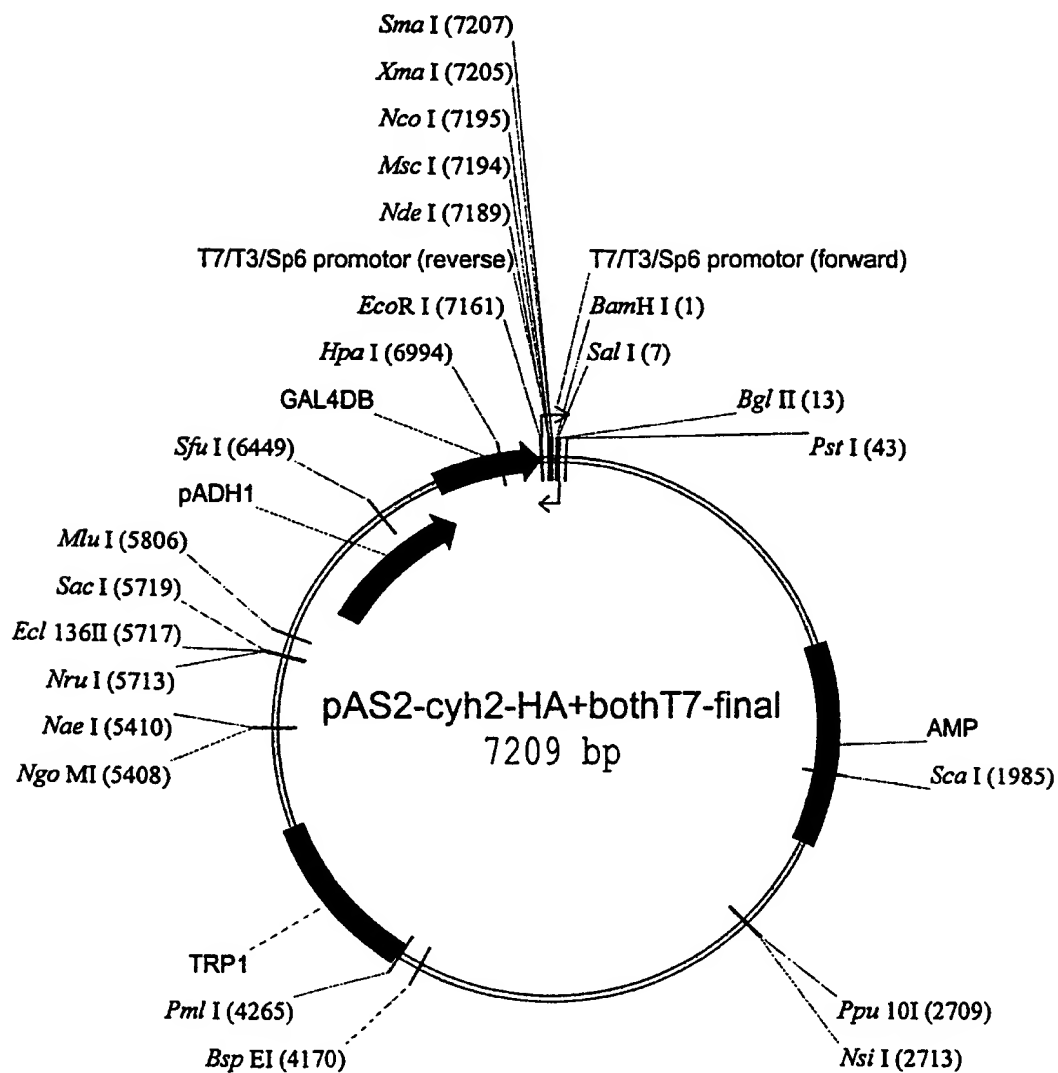 Sma I (7207)
Xma I (7205)
Nco I (7195)
Msc I (7194)
Nde I (7189)
T7/T3/Sp6 promotor (reverse)
T7/T3/Sp6 promotor (forward)
EcoR I (7161)
BamH I (1)
Hpa I (6994)
Sal I (7)
GAL4DB
Bgl II (13)
Sfu I (6449)
Pst I (43)
pADH1
Mlu I (5806)
Sac I (5719)
Ecl 136II (5717)
Nru I (5713)
Nae I (5410)
Ngo MI (5408)
pAS2-cyh2-HA+bothT7-final
7209 bp
AMP
Sca I (1985)
TRP1
Pml I (4265)
Bsp EI (4170)
Ppu 10I (2709)
Nsi I (2713)